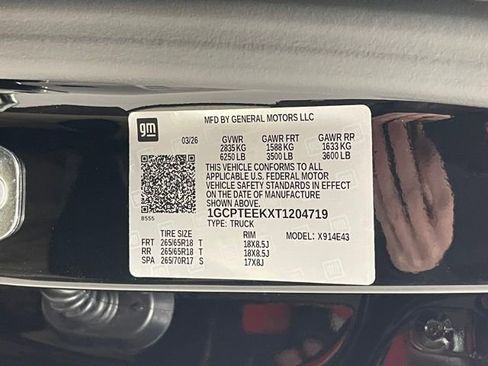 gm
MFD BY GENERAL MOTORS LLC
03/26 GVWR GAWR FRT GAWR RR
2835 KG 1588 KG 1633 KG
6250 LB 3500 LB 3600 LB
THIS VEHICLE CONFORMS TO ALL
APPLICABLE U.S. FEDERAL MOTOR
VEHICLE SAFETY STANDARDS IN EFFECT
ON THE DATE OF MANUFACTURE
SHOWN ABOVE.
8555
1GCPTEEKXT1204719
TYPE: TRUCK
TIRE SIZE RIM MODEL: X914E43
FRT 265/65R18 T 18X8.5J
RR 265/65R18 T 18X8.5J
SPA 265/70R17 S 17X8J